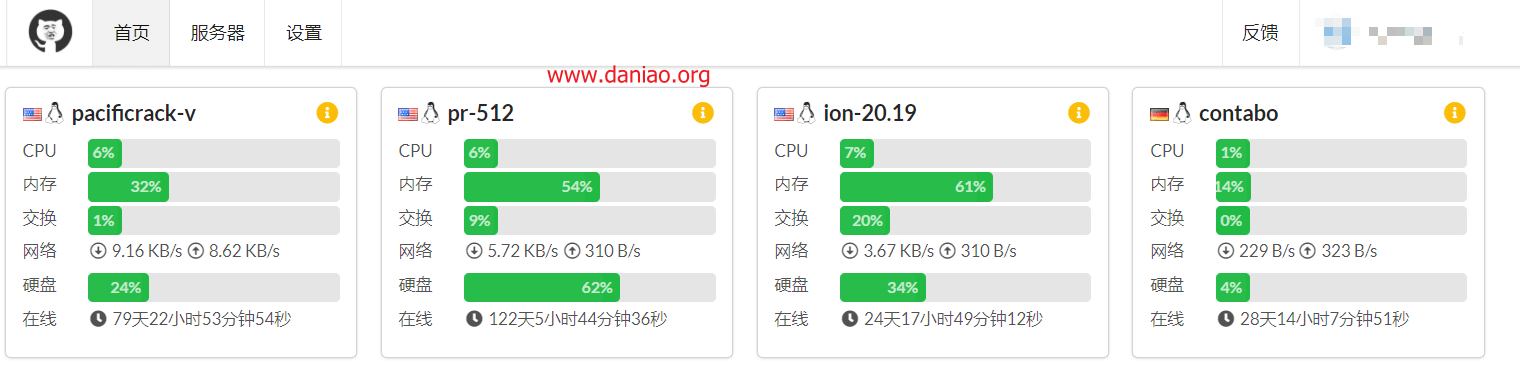 首页 服务器 设置 反馈
www.daniao.org
pacificrack-v
CPU 6%
内存 32%
交换 1%
网络 9.16 KB/s 8.62 KB/s
硬盘 24%
在线 79天22小时53分钟54秒
pr-512
CPU 6%
内存 54%
交换 9%
网络 5.72 KB/s 310 B/s
硬盘 62%
在线 122天5小时44分钟36秒
ion-20.19
CPU 7%
内存 61%
交换 20%
网络 3.67 KB/s 310 B/s
硬盘 34%
在线 24天17小时49分钟12秒
contabo
CPU 1%
内存 14%
交换 0%
网络 229 B/s 323 B/s
硬盘 4%
在线 28天14小时7分钟51秒